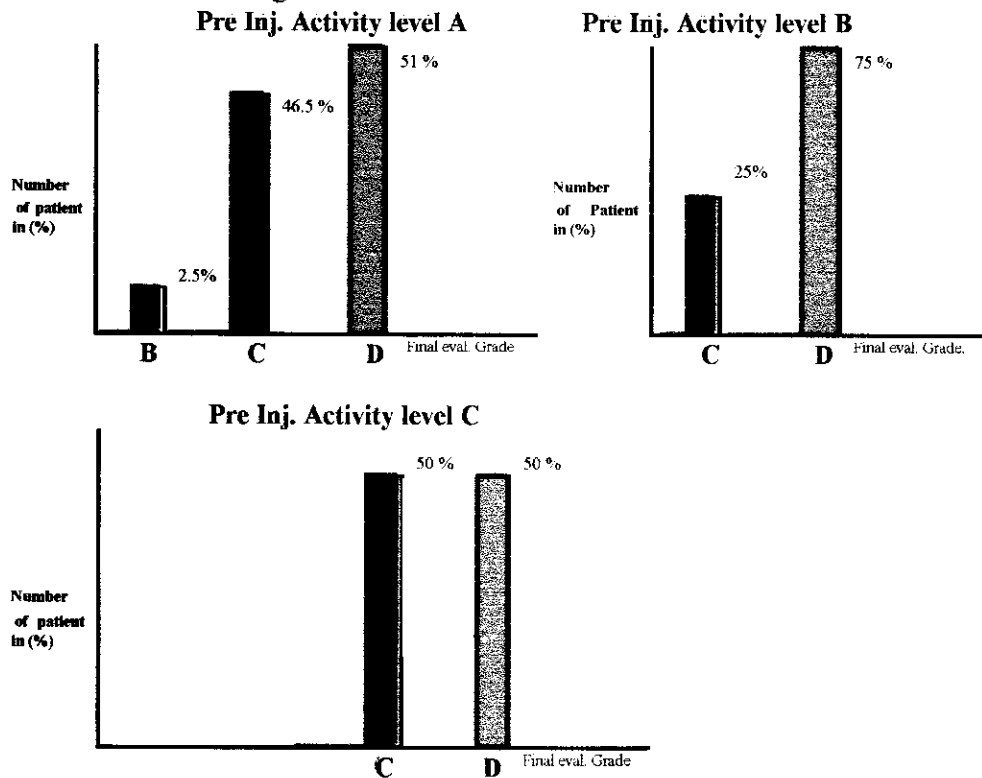 Pre Inj. Activity level A
51 %
46.5 %
Number
of patient
in (%)
2.5%
B C D Final eval. Grade
Pre Inj. Activity level B
75 %
25%
Number
of Patient
in (%)
C D Final eval. Grade.
Pre Inj. Activity level C
50 % 50 %
Number
of patient
in (%)
C D Final eval. Grade